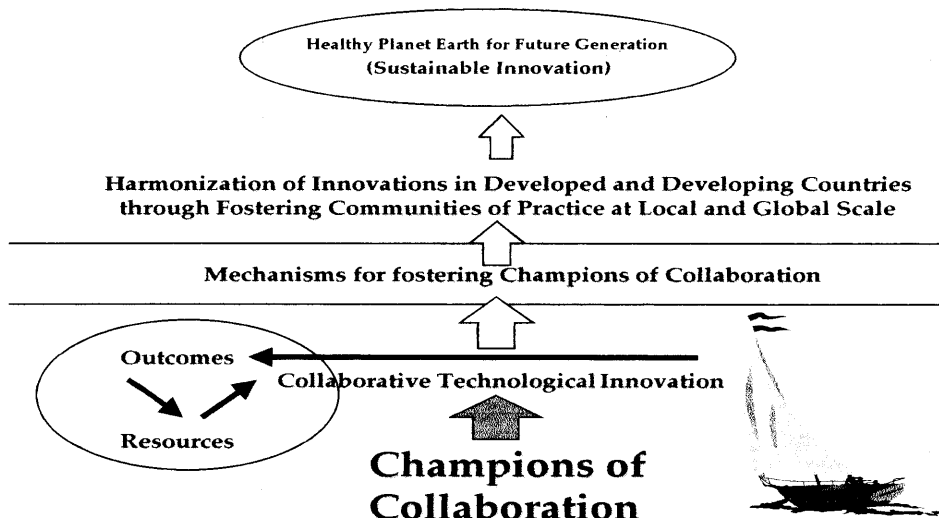 Healthy Planet Earth for Future Generation
(Sustainable Innovation)
Harmonization of Innovations in Developed and Developing Countries
through Fostering Communities of Practice at Local and Global Scale
Mechanisms for fostering Champions of Collaboration
Outcomes
Collaborative Technological Innovation
Resources
Champions of
Collaboration